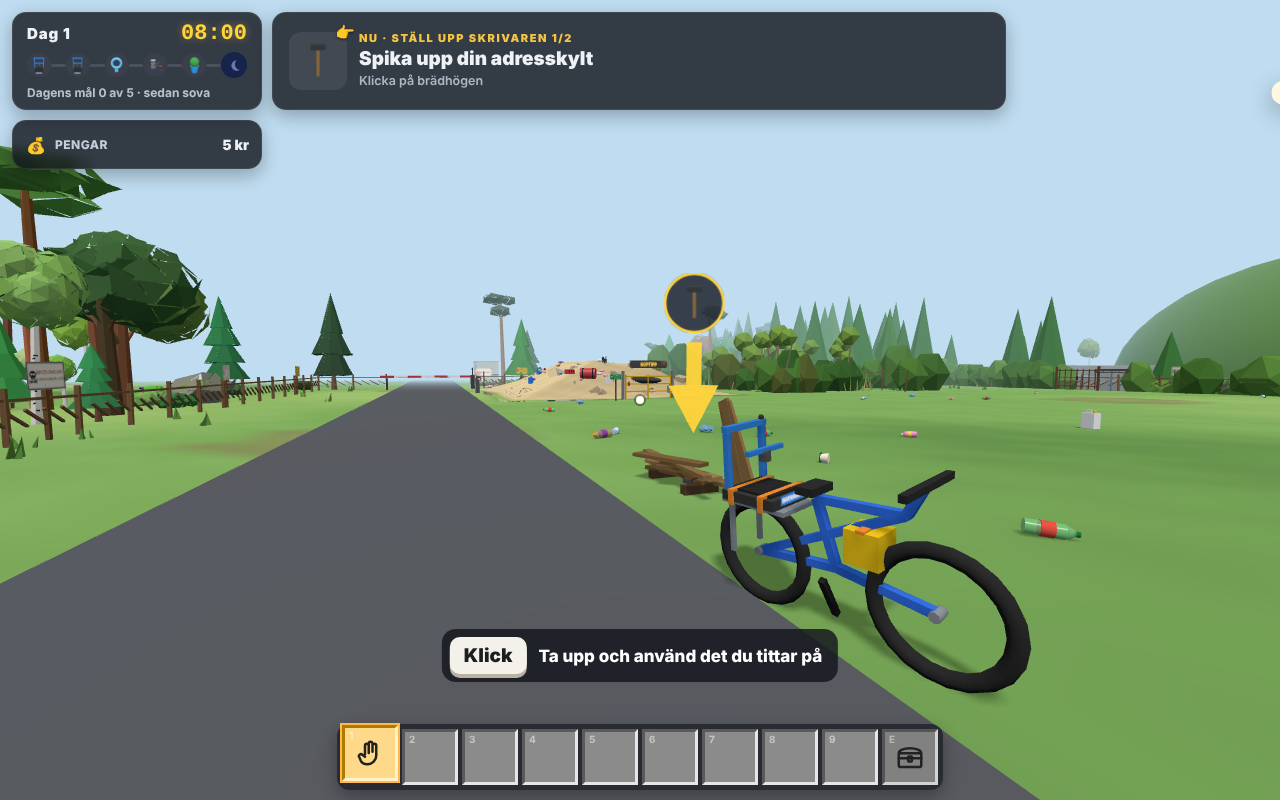 Dag 1
08:00
Dagens mål 0 av 5 · sedan sova
PENGAR
5 kr
NU · STÄLL UPP SKRIVAREN 1/2
Spika upp din adresskylt
Klicka på brädhögen
Klick
Ta upp och använd det du tittar på
1
2
3
4
5
6
7
8
9
E